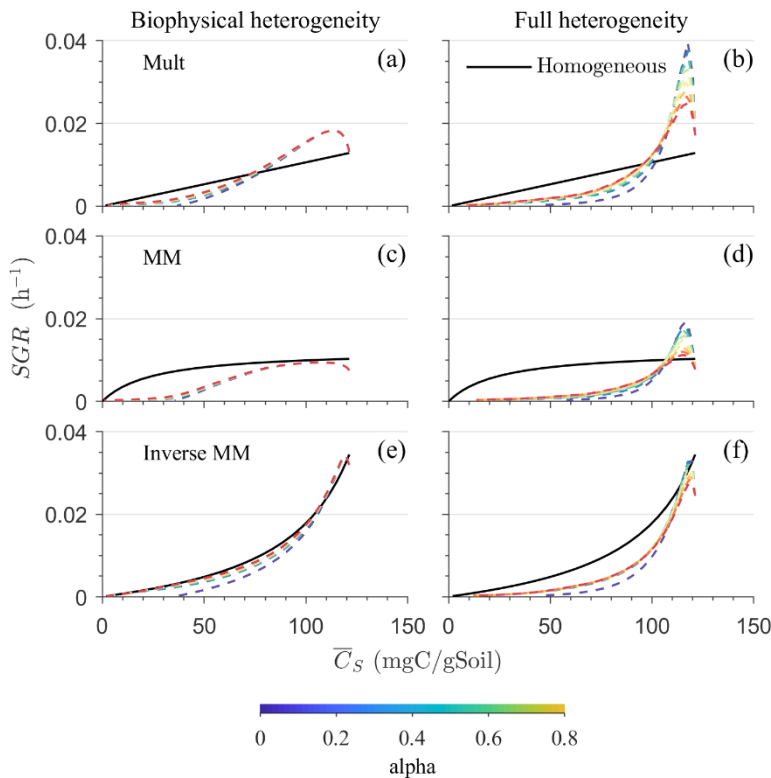 Biophysical heterogeneity Full heterogeneity
0.04 Mult (a) (b) Homogeneous
0.02
0
0.04 MM (c) (d)
0.02
0
SGR (h⁻¹)
0.04 Inverse MM (e) (f)
0.02
0
0 50 100 150 0 50 100 150
C̅_S (mgC/gSoil)
0 0.2 0.4 0.6 0.8
alpha